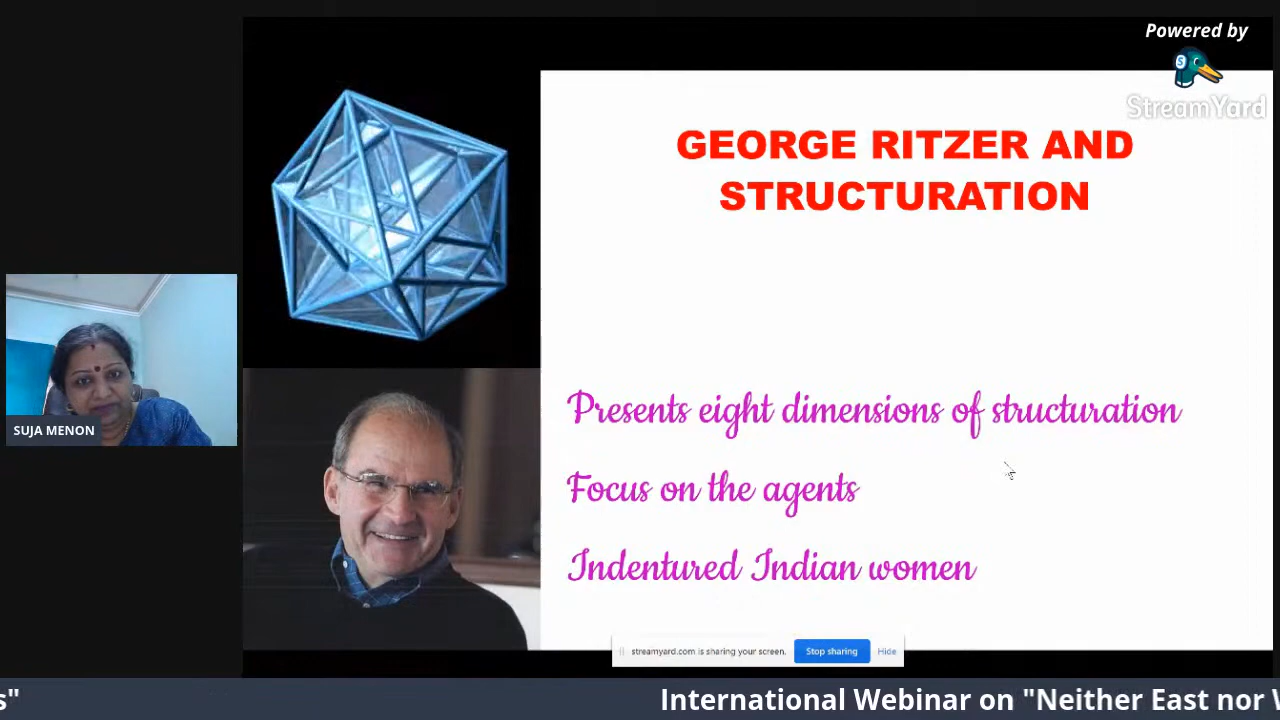 Powered by
StreamYard
GEORGE RITZER AND
STRUCTURATION
Presents eight dimensions of structuration
Focus on the agents
Indentured Indian women
SUJA MENON
streamyard.com is sharing your screen.
Stop sharing
Hide
s"
International Webinar on "Neither East nor